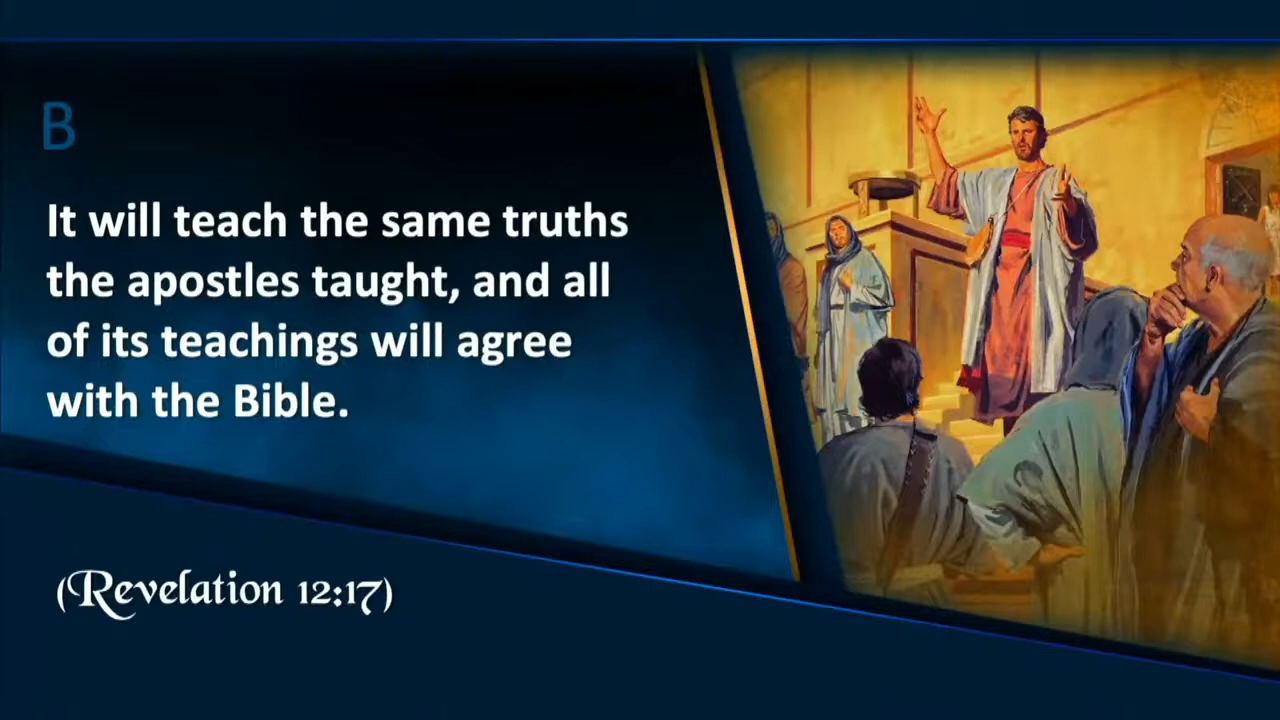 B
It will teach the same truths
the apostles taught, and all
of its teachings will agree
with the Bible.
(Revelation 12:17)